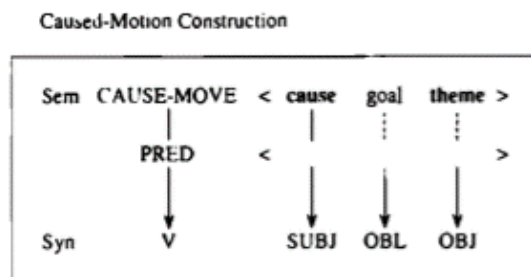 Caused-Motion Construction
Sem CAUSE-MOVE < cause goal theme >
PRED < >
Syn V SUBJ OBL OBJ